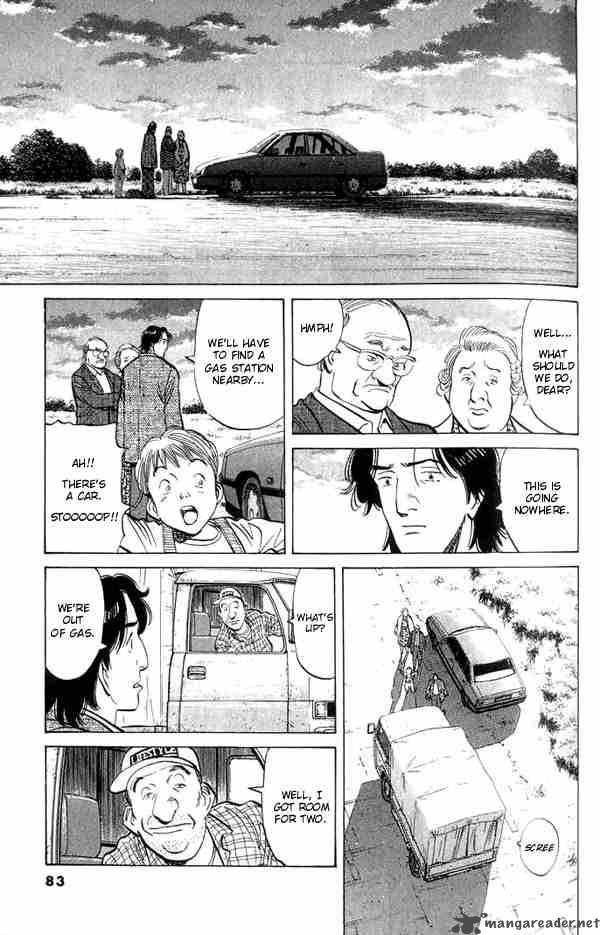 WELL...
WHAT
SHOULD
WE DO,
DEAR?
HMPH!
WE'LL HAVE
TO FIND
A
GAS STATION
NEARBY...
AH!!
THERE'S
A CAR.
STOOOOOP!!
THIS IS
GOING
NOWHERE.
SCREE
WHAT'S
UP?
WE'RE
OUT
OF GAS.
LIFESTYLE
WELL, I
GOT ROOM
FOR TWO.
83
mangareader.net